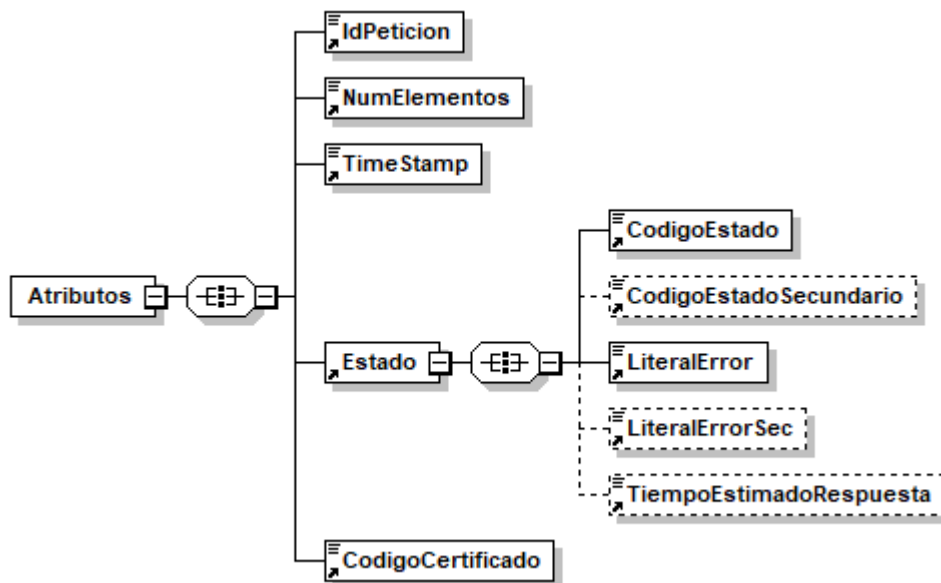 IdPeticion
NumElementos
TimeStamp
CodigoEstado
Atributos
CodigoEstadoSecundario
Estado
LiteralError
LiteralErrorSec
TiempoEstimadoRespuesta
CodigoCertificado